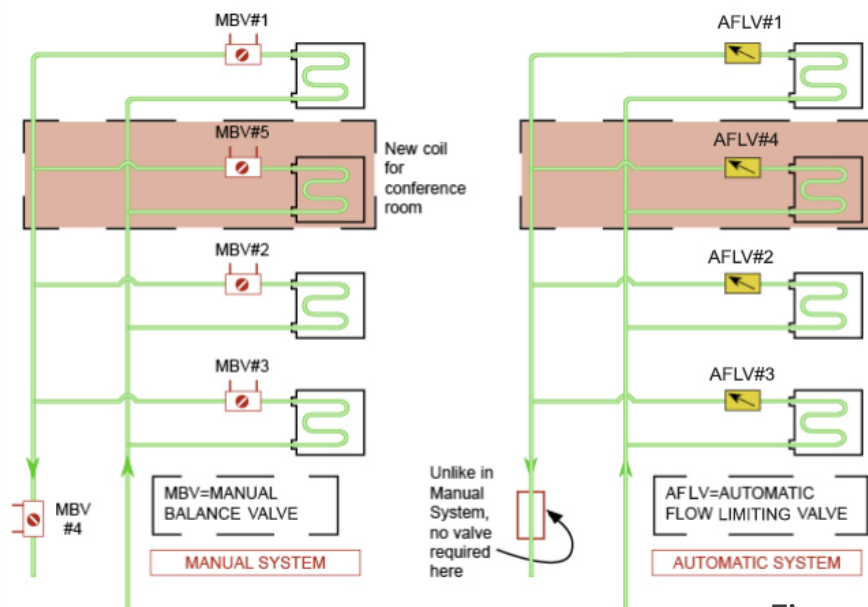 MBV#1
MBV#5
New coil
for
conference
room
MBV#2
MBV#3
MBV
#4
MBV=MANUAL
BALANCE VALVE
MANUAL SYSTEM
AFLV#1
AFLV#4
AFLV#2
AFLV#3
Unlike in
Manual
System,
no valve
required
here
AFLV=AUTOMATIC
FLOW LIMITING VALVE
AUTOMATIC SYSTEM